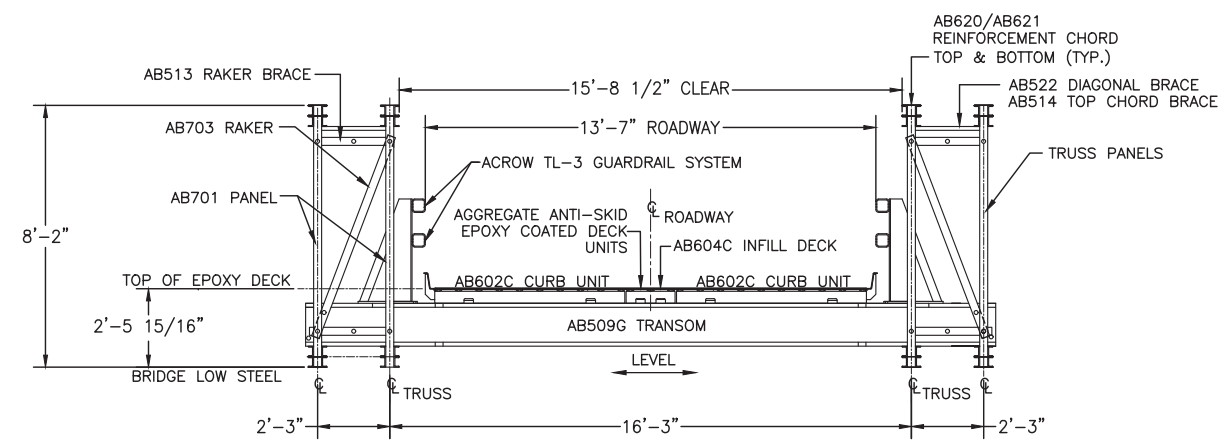 AB620/AB621
REINFORCEMENT CHORD
TOP & BOTTOM (TYP.)
AB513 RAKER BRACE
15'-8 1/2" CLEAR
AB522 DIAGONAL BRACE
AB514 TOP CHORD BRACE
AB703 RAKER
13'-7" ROADWAY
TRUSS PANELS
ACROW TL-3 GUARDRAIL SYSTEM
AB701 PANEL
8'-2"
AGGREGATE ANTI-SKID
EPOXY COATED DECK
UNITS
℄ ROADWAY
AB604C INFILL DECK
TOP OF EPOXY DECK
AB602C CURB UNIT
AB602C CURB UNIT
2'-5 15/16"
AB509G TRANSOM
LEVEL
BRIDGE LOW STEEL
℄
℄ TRUSS
℄ TRUSS
℄
2'-3"
16'-3"
2'-3"